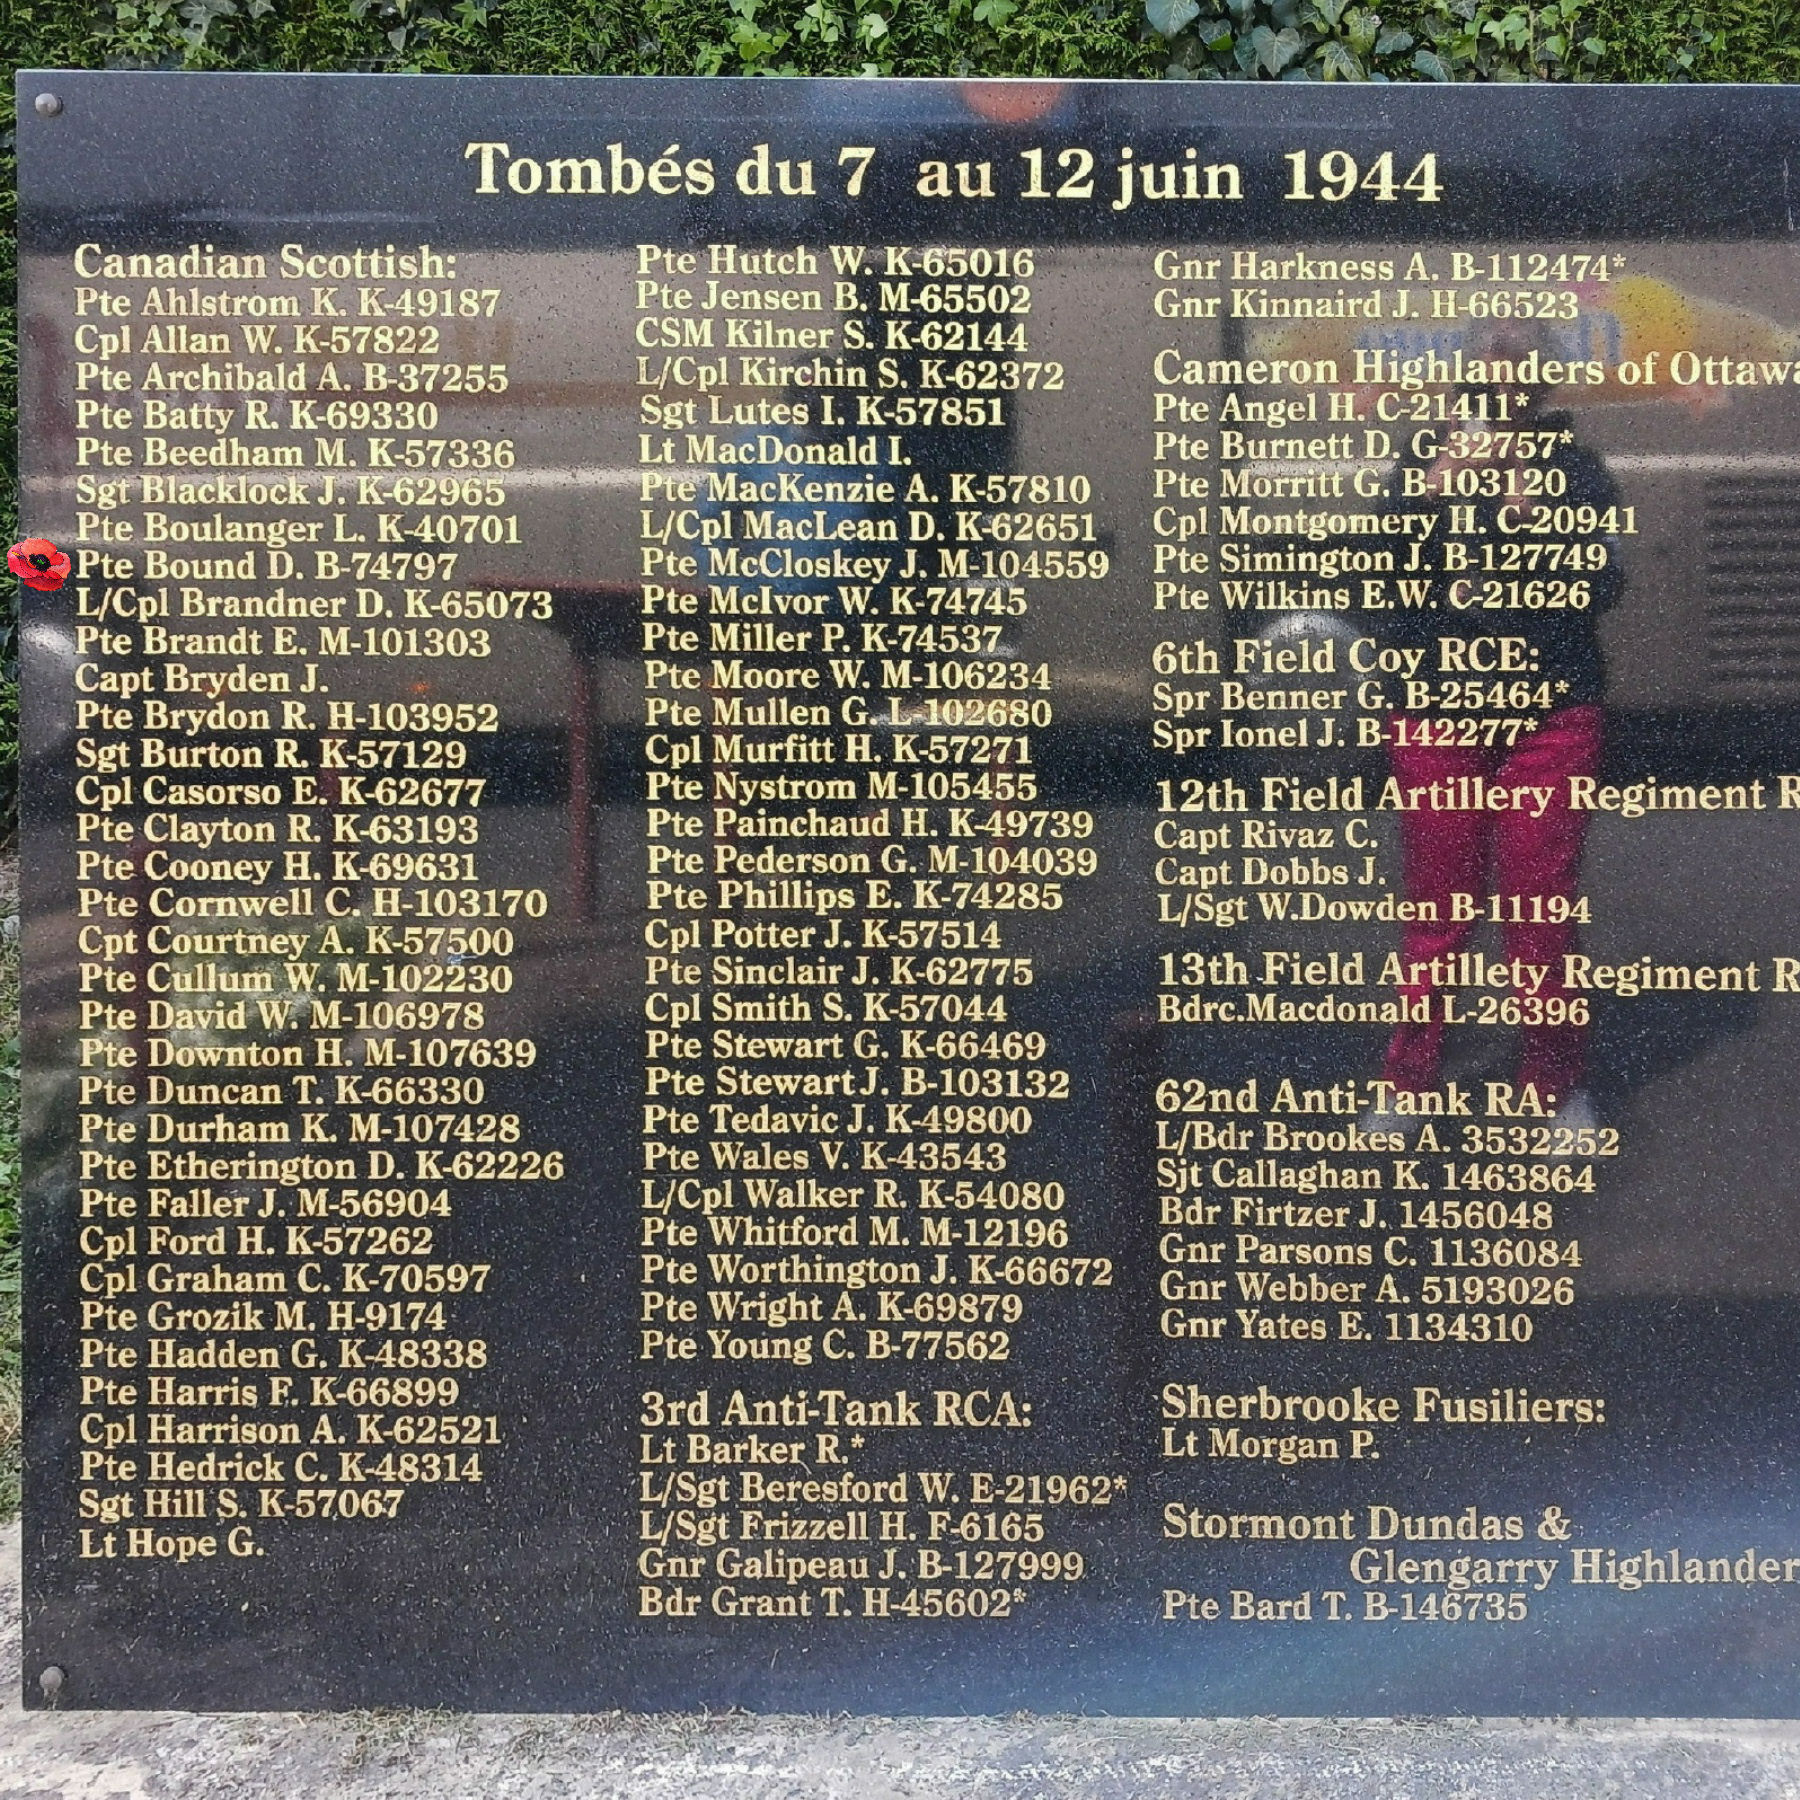 Tombés du 7 au 12 juin 1944
Canadian Scottish:
Pte Ahlstrom K. K-49187
Cpl Allan W. K-57822
Pte Archibald A. B-37255
Pte Batty R. K-69330
Pte Beedham M. K-57336
Sgt Blacklock J. K-62965
Pte Boulanger L. K-40701
Pte Bound D. B-74797
L/Cpl Brandner D. K-65073
Pte Brandt E. M-101303
Capt Bryden J.
Pte Brydon R. H-103952
Sgt Burton R. K-57129
Cpl Casorso E. K-62677
Pte Clayton R. K-63193
Pte Cooney H. K-69631
Pte Cornwell C. H-103170
Cpt Courtney A. K-57500
Pte Cullum W. M-102230
Pte David W. M-106978
Pte Downton H. M-107639
Pte Duncan T. K-66330
Pte Durham K. M-107428
Pte Etherington D. K-62226
Pte Faller J. M-56904
Cpl Ford H. K-57262
Cpl Graham C. K-70597
Pte Grozik M. H-9174
Pte Hadden G. K-48338
Pte Harris F. K-66899
Cpl Harrison A. K-62521
Pte Hedrick C. K-48314
Sgt Hill S. K-57067
Lt Hope G.
Pte Hutch W. K-65016
Pte Jensen B. M-65502
CSM Kilner S. K-62144
L/Cpl Kirchin S. K-62372
Sgt Lutes I. K-57851
Lt MacDonald I.
Pte MacKenzie A. K-57810
L/Cpl MacLean D. K-62651
Pte McCloskey J. M-104559
Pte McIvor W. K-74745
Pte Miller P. K-74537
Pte Moore W. M-106234
Pte Mullen G. L-102680
Cpl Murfitt H. K-57271
Pte Nystrom M-105455
Pte Painchaud H. K-49739
Pte Pederson G. M-104039
Pte Phillips E. K-74285
Cpl Potter J. K-57514
Pte Sinclair J. K-62775
Cpl Smith S. K-57044
Pte Stewart G. K-66469
Pte Stewart J. B-103132
Pte Tedavic J. K-49800
Pte Wales V. K-43543
L/Cpl Walker R. K-54080
Pte Whitford M. M-12196
Pte Worthington J. K-66672
Pte Wright A. K-69879
Pte Young C. B-77562
3rd Anti-Tank RCA:
Lt Barker R.*
L/Sgt Beresford W. E-21962*
L/Sgt Frizzell H. F-6165
Gnr Galipeau J. B-127999
Bdr Grant T. H-45602*
Gnr Harkness A. B-112474*
Gnr Kinnaird J. H-66523
Cameron Highlanders of Ottawa
Pte Angel H. C-21411*
Pte Burnett D. G-32757*
Pte Morritt G. B-103120
Cpl Montgomery H. C-20941
Pte Simington J. B-127749
Pte Wilkins E.W. C-21626
6th Field Coy RCE:
Spr Benner G. B-25464*
Spr Ionel J. B-142277*
12th Field Artillery Regiment R
Capt Rivaz C.
Capt Dobbs J.
L/Sgt W.Dowden B-11194
13th Field Artillety Regiment R
Bdrc.Macdonald L-26396
62nd Anti-Tank RA:
L/Bdr Brookes A. 3532252
Sjt Callaghan K. 1463864
Bdr Firtzer J. 1456048
Gnr Parsons C. 1136084
Gnr Webber A. 5193026
Gnr Yates E. 1134310
Sherbrooke Fusiliers:
Lt Morgan P.
Stormont Dundas &
Glengarry Highlander
Pte Bard T. B-146735